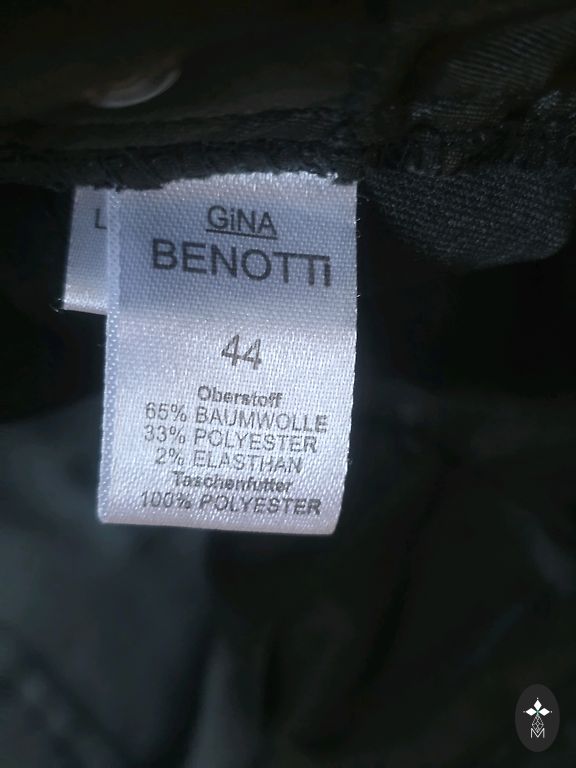 L
GiNA
BENOTTi
44
Oberstoff
65% BAUMWOLLE
33% POLYESTER
2% ELASTHAN
Taschenfutter
100% POLYESTER
M